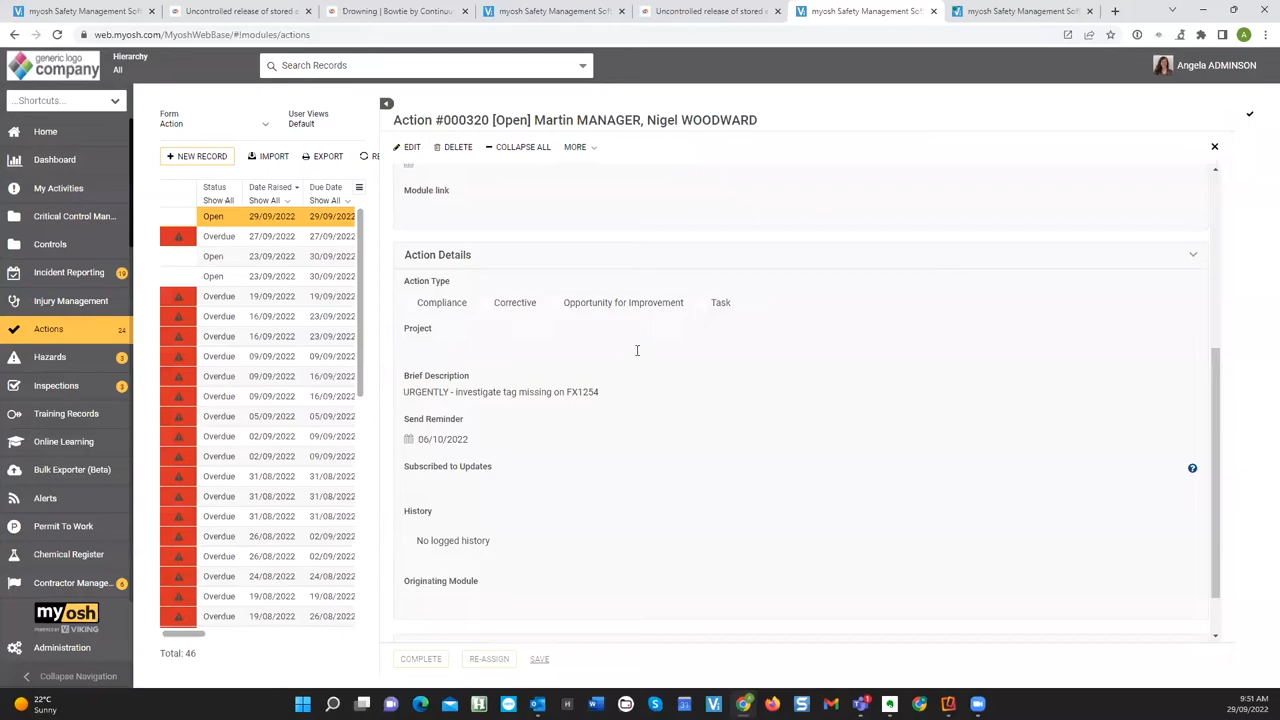 myosh Safety Management Softw
Uncontrolled release of stored e
Drowning | Bowtie by Continuou
myosh Safety Management Softw
Uncontrolled release of stored e
myosh Safety Management Sof
myosh Safety Management Soft
web.myosh.com/MyoshWebBase/#!modules/actions
generic logo
company
Hierarchy
All
Search Records
Angela ADMINSON
...Shortcuts...
Home
Dashboard
My Activities
Critical Control Man...
Controls
Incident Reporting 19
Injury Management
Actions 24
Hazards 3
Inspections 3
Training Records
Online Learning
Bulk Exporter (Beta)
Alerts
Permit To Work
Chemical Register
Contractor Manage... 6
myosh
POWERED BY VIKING
Administration
Collapse Navigation
Form
Action
User Views
Default
NEW RECORD IMPORT EXPORT RE
Status Date Raised Due Date
Show All Show All Show All
Open 29/09/2022 29/09/2022
Overdue 27/09/2022 27/09/2022
Open 23/09/2022 30/09/2022
Open 23/09/2022 30/09/2022
Overdue 19/09/2022 19/09/2022
Overdue 16/09/2022 23/09/2022
Overdue 16/09/2022 23/09/2022
Overdue 09/09/2022 09/09/2022
Overdue 09/09/2022 16/09/2022
Overdue 09/09/2022 16/09/2022
Overdue 05/09/2022 05/09/2022
Overdue 02/09/2022 09/09/2022
Overdue 02/09/2022 09/09/2022
Overdue 31/08/2022 31/08/2022
Overdue 31/08/2022 31/08/2022
Overdue 31/08/2022 31/08/2022
Overdue 26/08/2022 02/09/2022
Overdue 26/08/2022 02/09/2022
Overdue 24/08/2022 24/08/2022
Overdue 19/08/2022 19/08/2022
Overdue 19/08/2022 26/08/2022
Total: 46
Action #000320 [Open] Martin MANAGER, Nigel WOODWARD
EDIT DELETE COLLAPSE ALL MORE
Module link
Action Details
Action Type
Compliance Corrective Opportunity for Improvement Task
Project
Brief Description
URGENTLY - investigate tag missing on FX1254
Send Reminder
06/10/2022
Subscribed to Updates
History
No logged history
Originating Module
COMPLETE RE-ASSIGN SAVE
22°C
Sunny
9:51 AM
29/09/2022